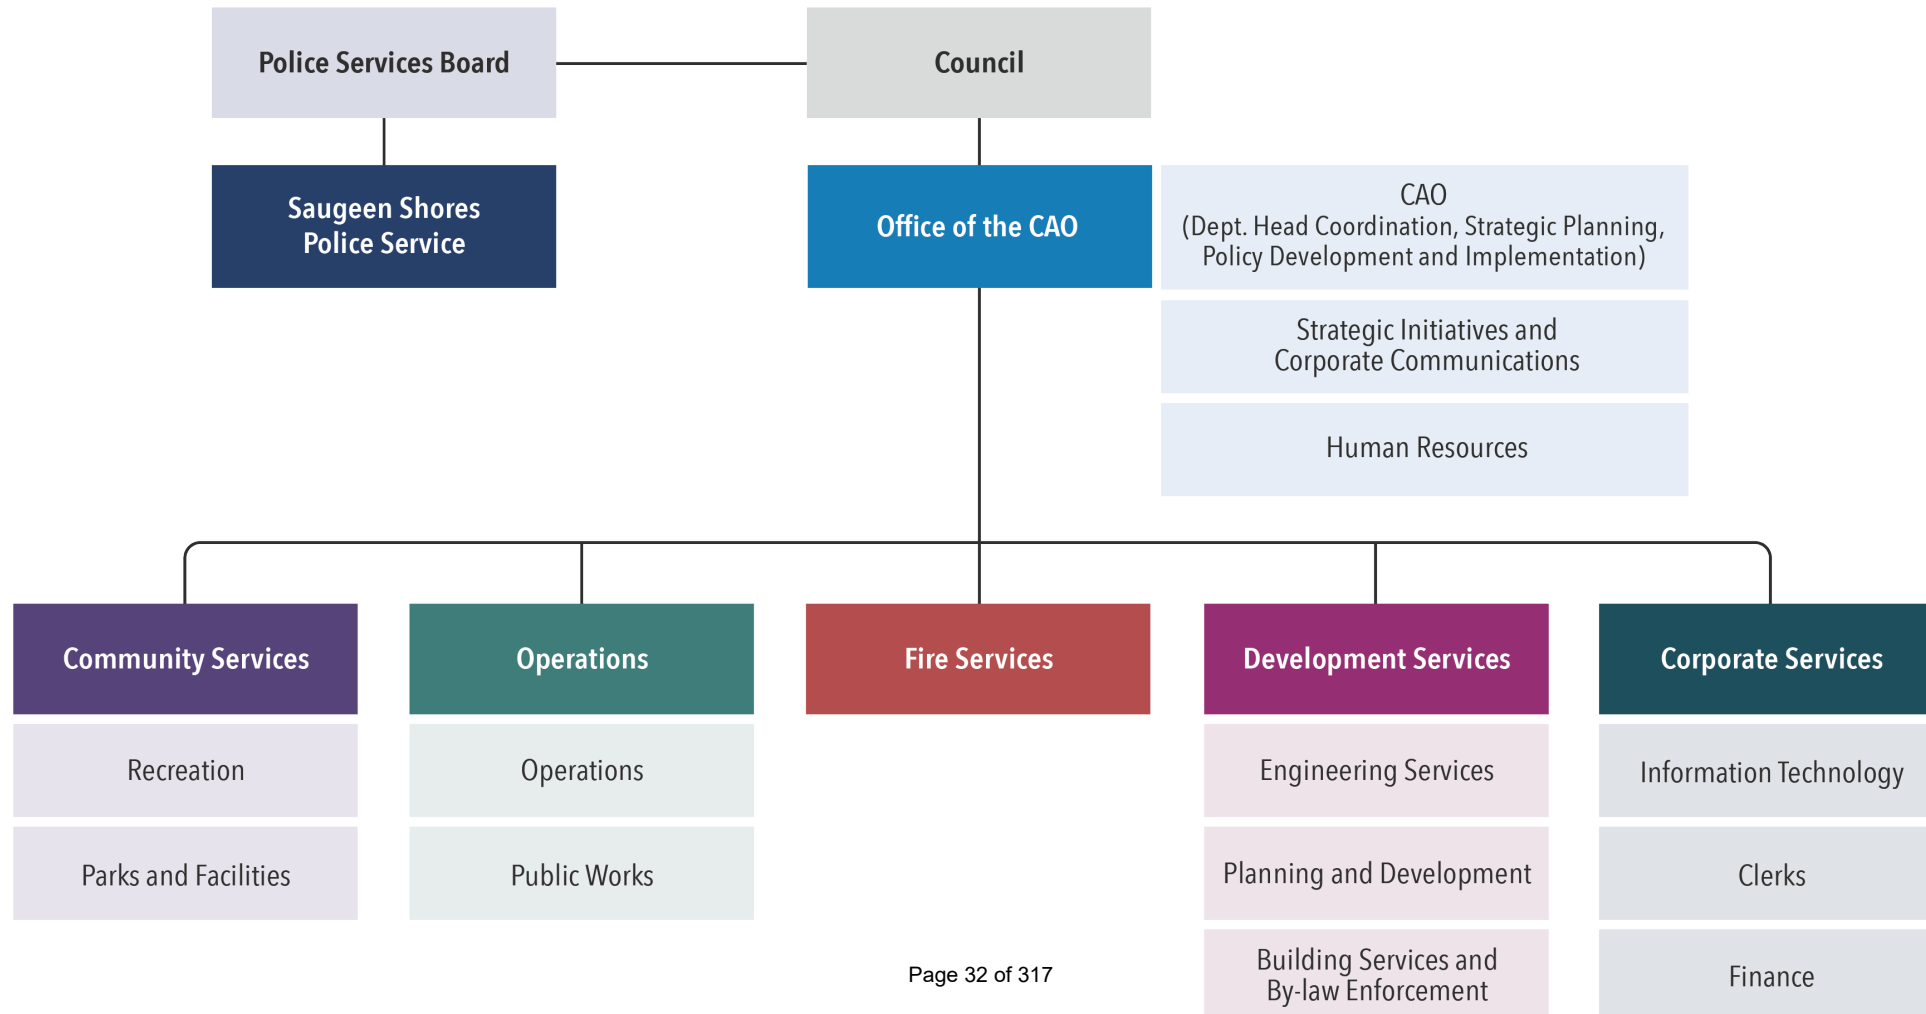 Police Services Board
Council
Saugeen Shores
Police Service
Office of the CAO
CAO
(Dept. Head Coordination, Strategic Planning,
Policy Development and Implementation)
Strategic Initiatives and
Corporate Communications
Human Resources
Community Services
Operations
Fire Services
Development Services
Corporate Services
Recreation
Operations
Engineering Services
Information Technology
Parks and Facilities
Public Works
Planning and Development
Clerks
Building Services and
By-law Enforcement
Finance
Page 32 of 317